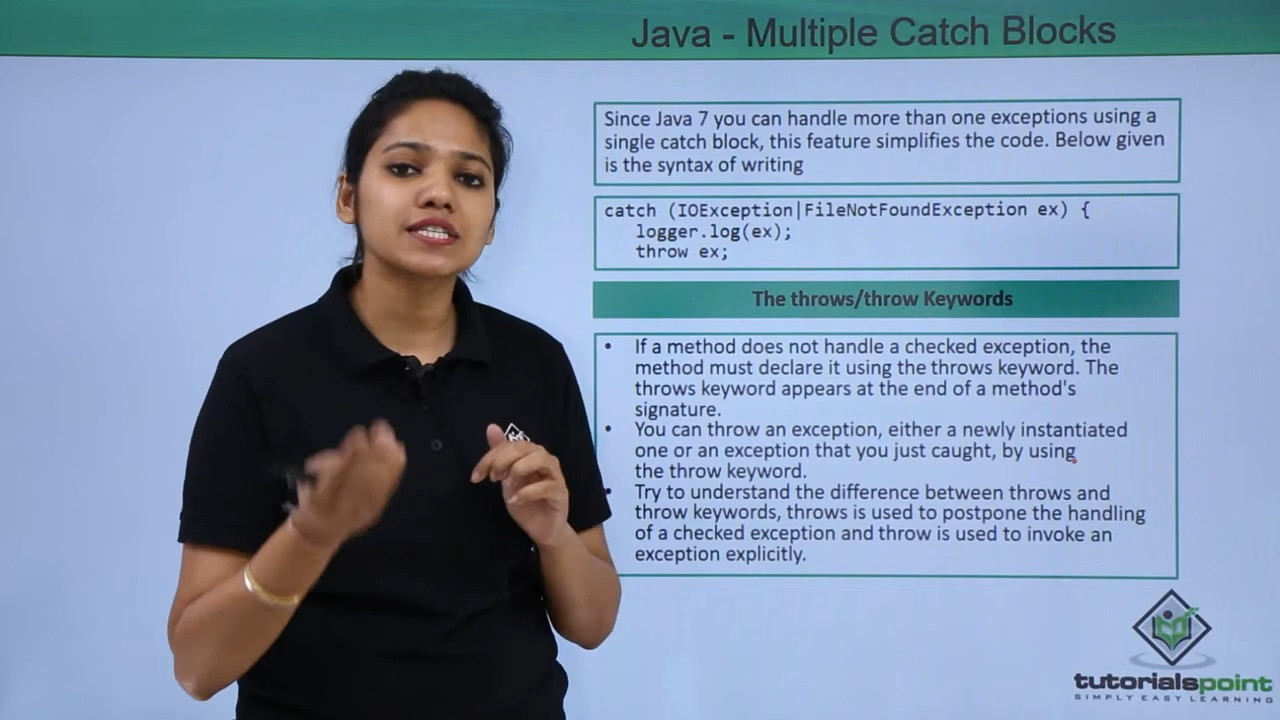 Java - Multiple Catch Blocks
Since Java 7 you can handle more than one exceptions using a
single catch block, this feature simplifies the code. Below given
is the syntax of writing
catch (IOException|FileNotFoundException ex) {
logger.log(ex);
throw ex;
The throws/throw Keywords
• If a method does not handle a checked exception, the
method must declare it using the throws keyword. The
throws keyword appears at the end of a method's
signature.
• You can throw an exception, either a newly instantiated
one or an exception that you just caught, by using
the throw keyword.
• Try to understand the difference between throws and
throw keywords, throws is used to postpone the handling
of a checked exception and throw is used to invoke an
exception explicitly.
tutorialspoint
SIMPLY EASY LEARNING